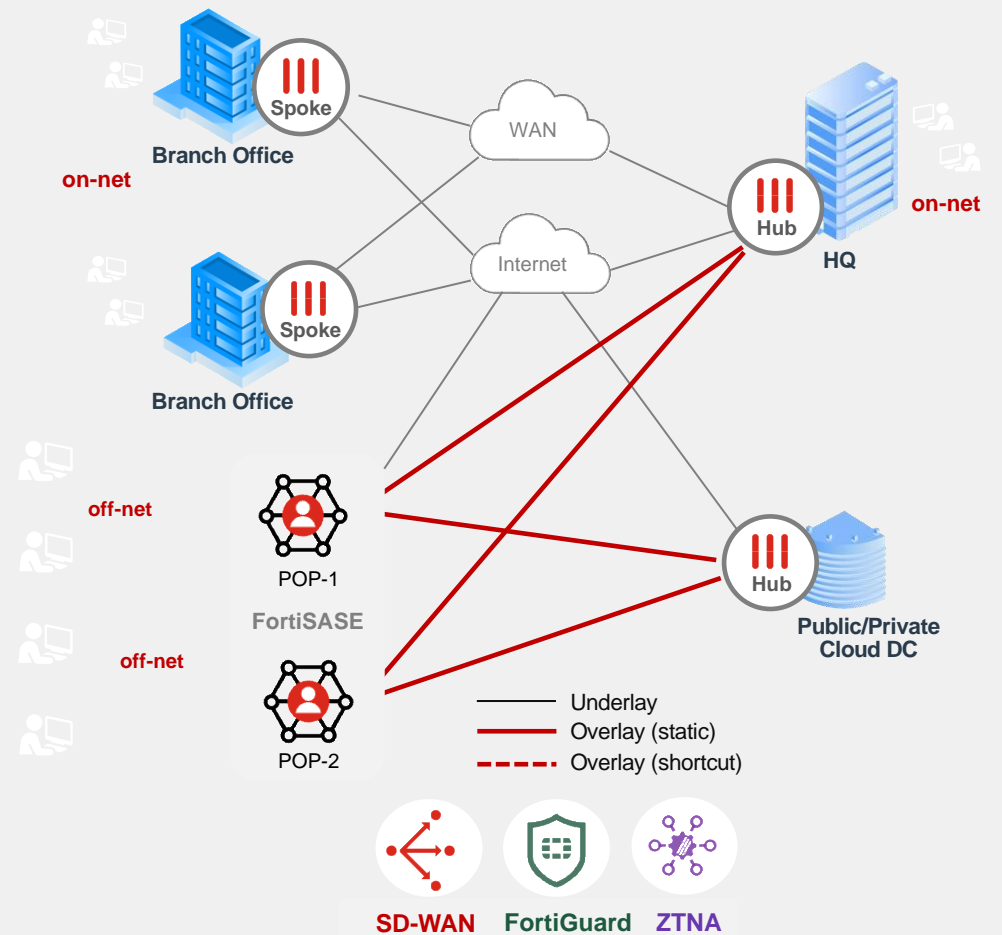 Spoke
Branch Office
on-net
WAN
Hub
on-net
HQ
Internet
Spoke
Branch Office
off-net
POP-1
FortiSASE
Hub
Public/Private
Cloud DC
off-net
POP-2
Underlay
Overlay (static)
Overlay (shortcut)
SD-WAN
FortiGuard
ZTNA